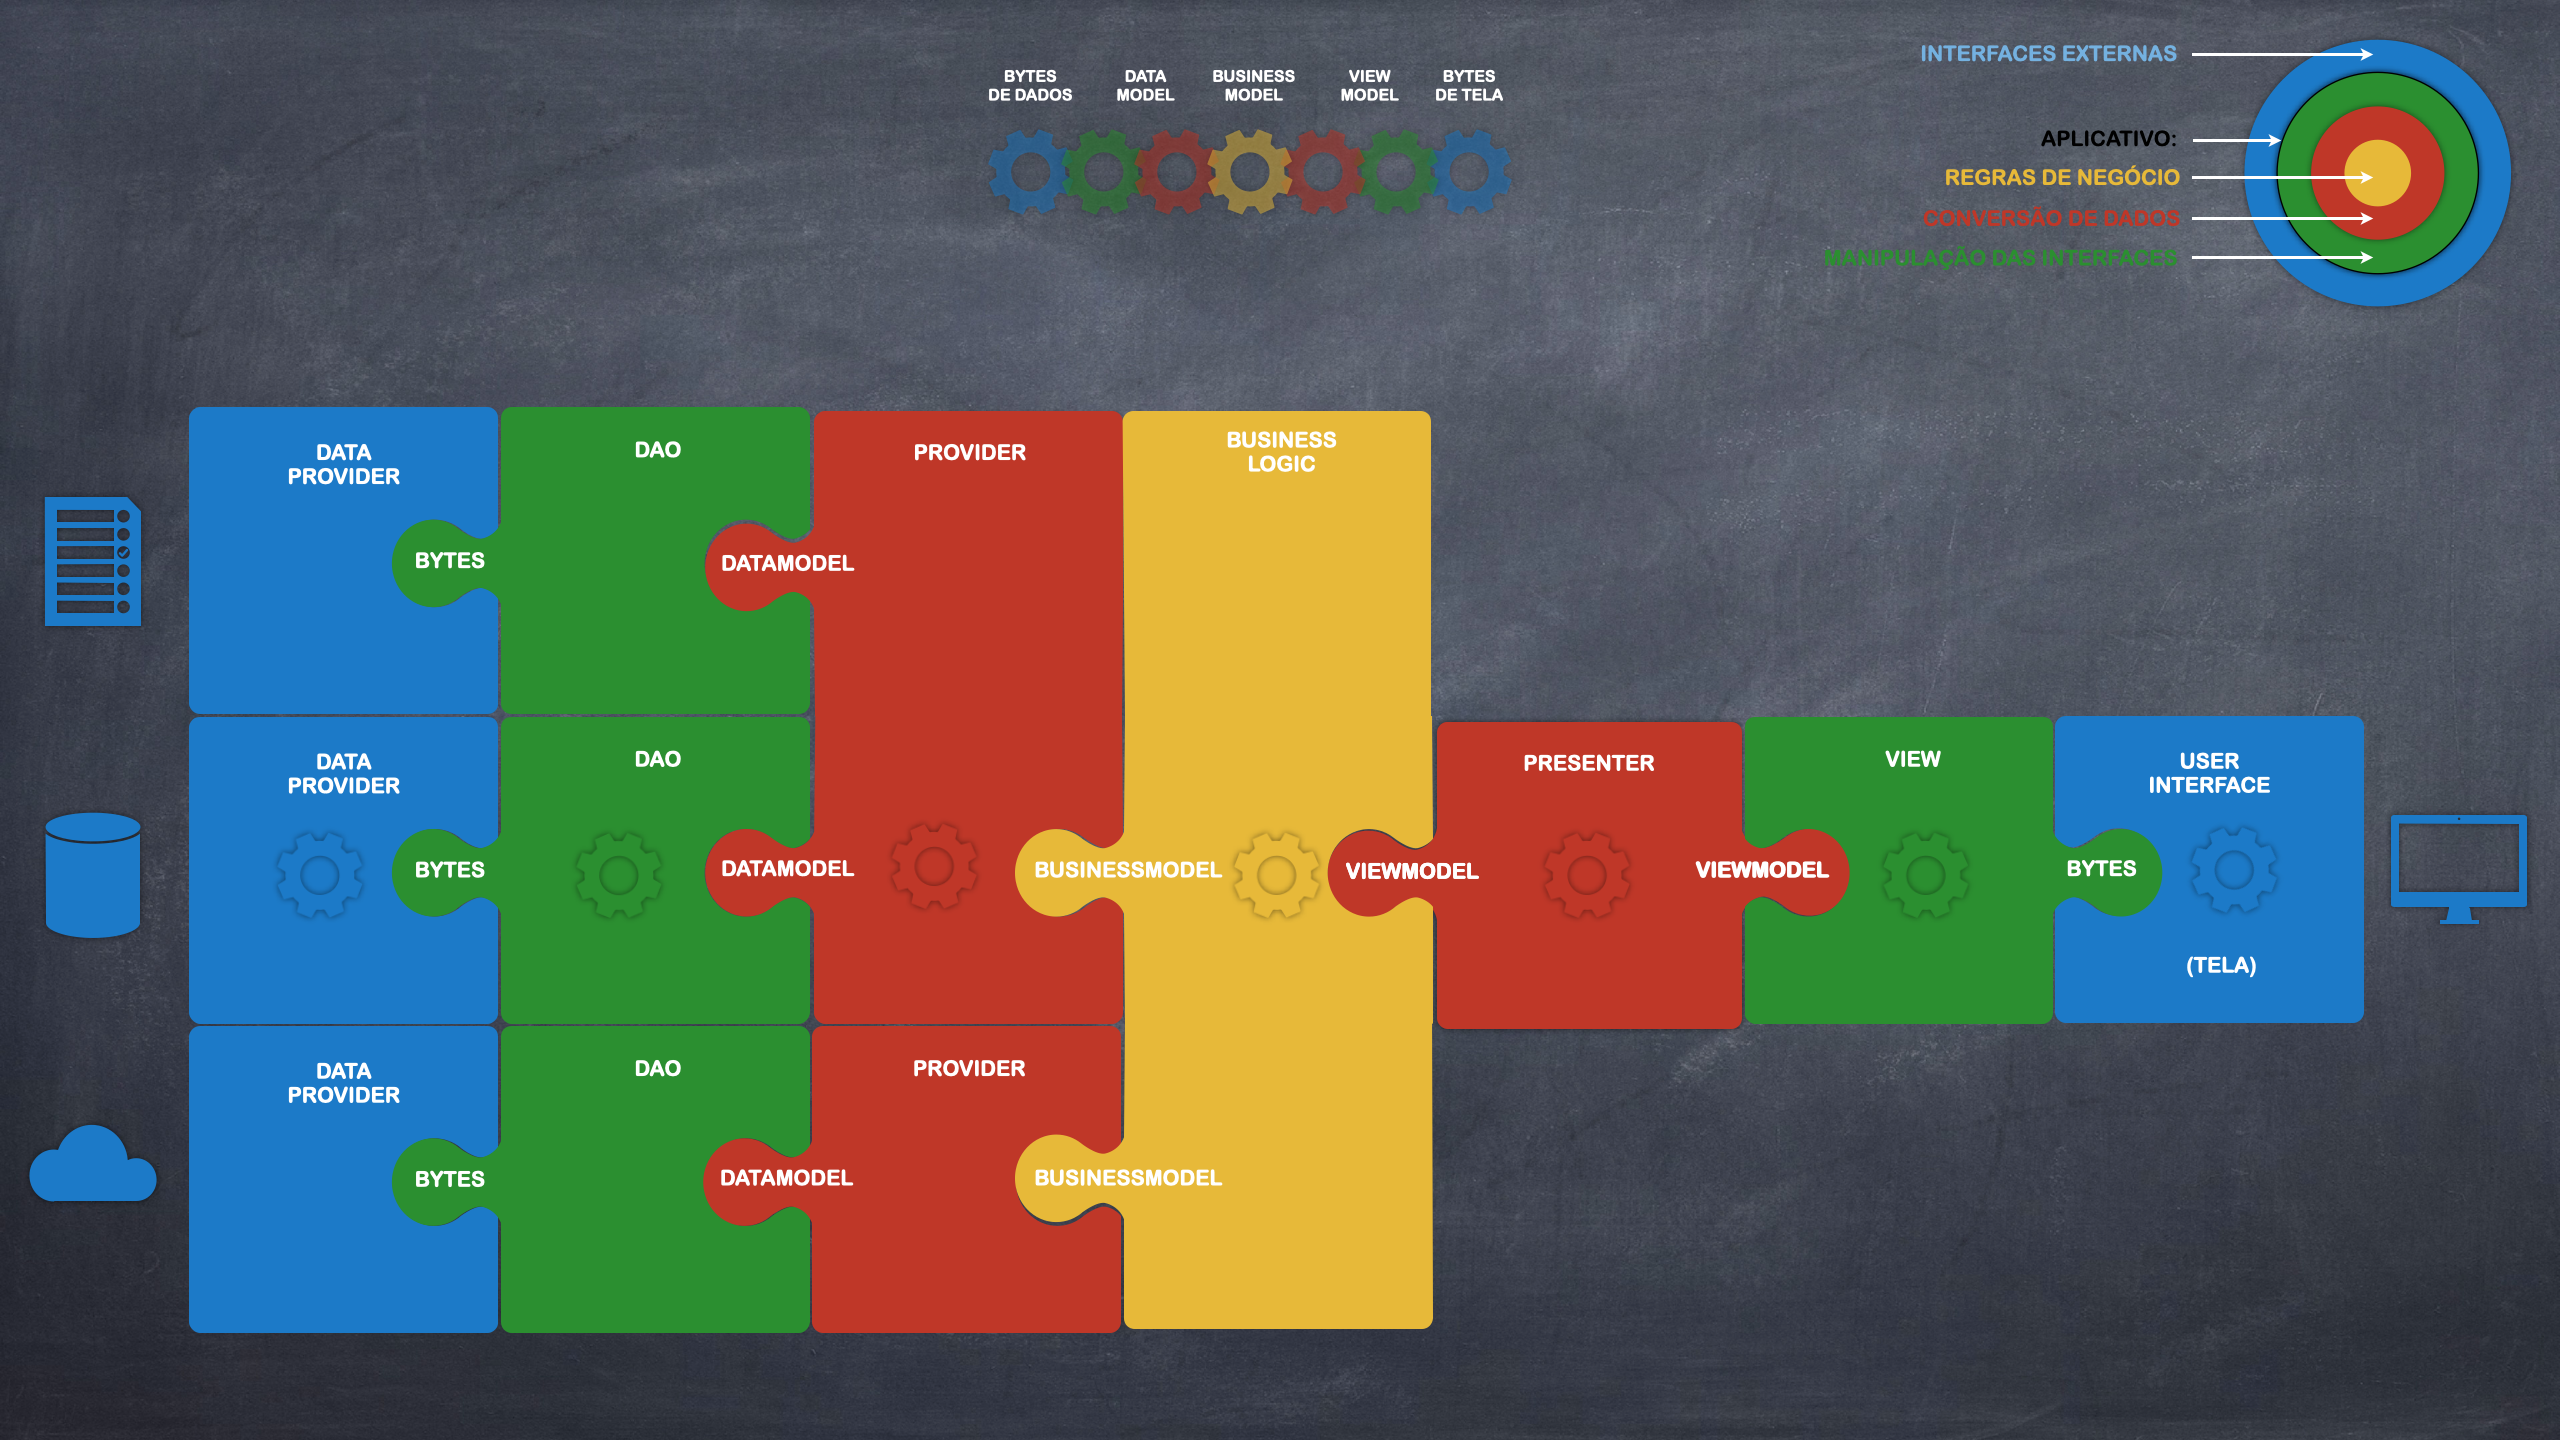 BYTES
DE DADOS
DATA
MODEL
BUSINESS
MODEL
VIEW
MODEL
BYTES
DE TELA
INTERFACES EXTERNAS
APLICATIVO:
REGRAS DE NEGÓCIO
CONVERSÃO DE DADOS
MANIPULAÇÃO DAS INTERFACES
DATA
PROVIDER
BYTES
DAO
DATAMODEL
PROVIDER
BUSINESS
LOGIC
DATA
PROVIDER
BYTES
DAO
DATAMODEL
BUSINESSMODEL
VIEWMODEL
PRESENTER
VIEWMODEL
VIEW
BYTES
USER
INTERFACE
(TELA)
DATA
PROVIDER
BYTES
DAO
DATAMODEL
PROVIDER
BUSINESSMODEL